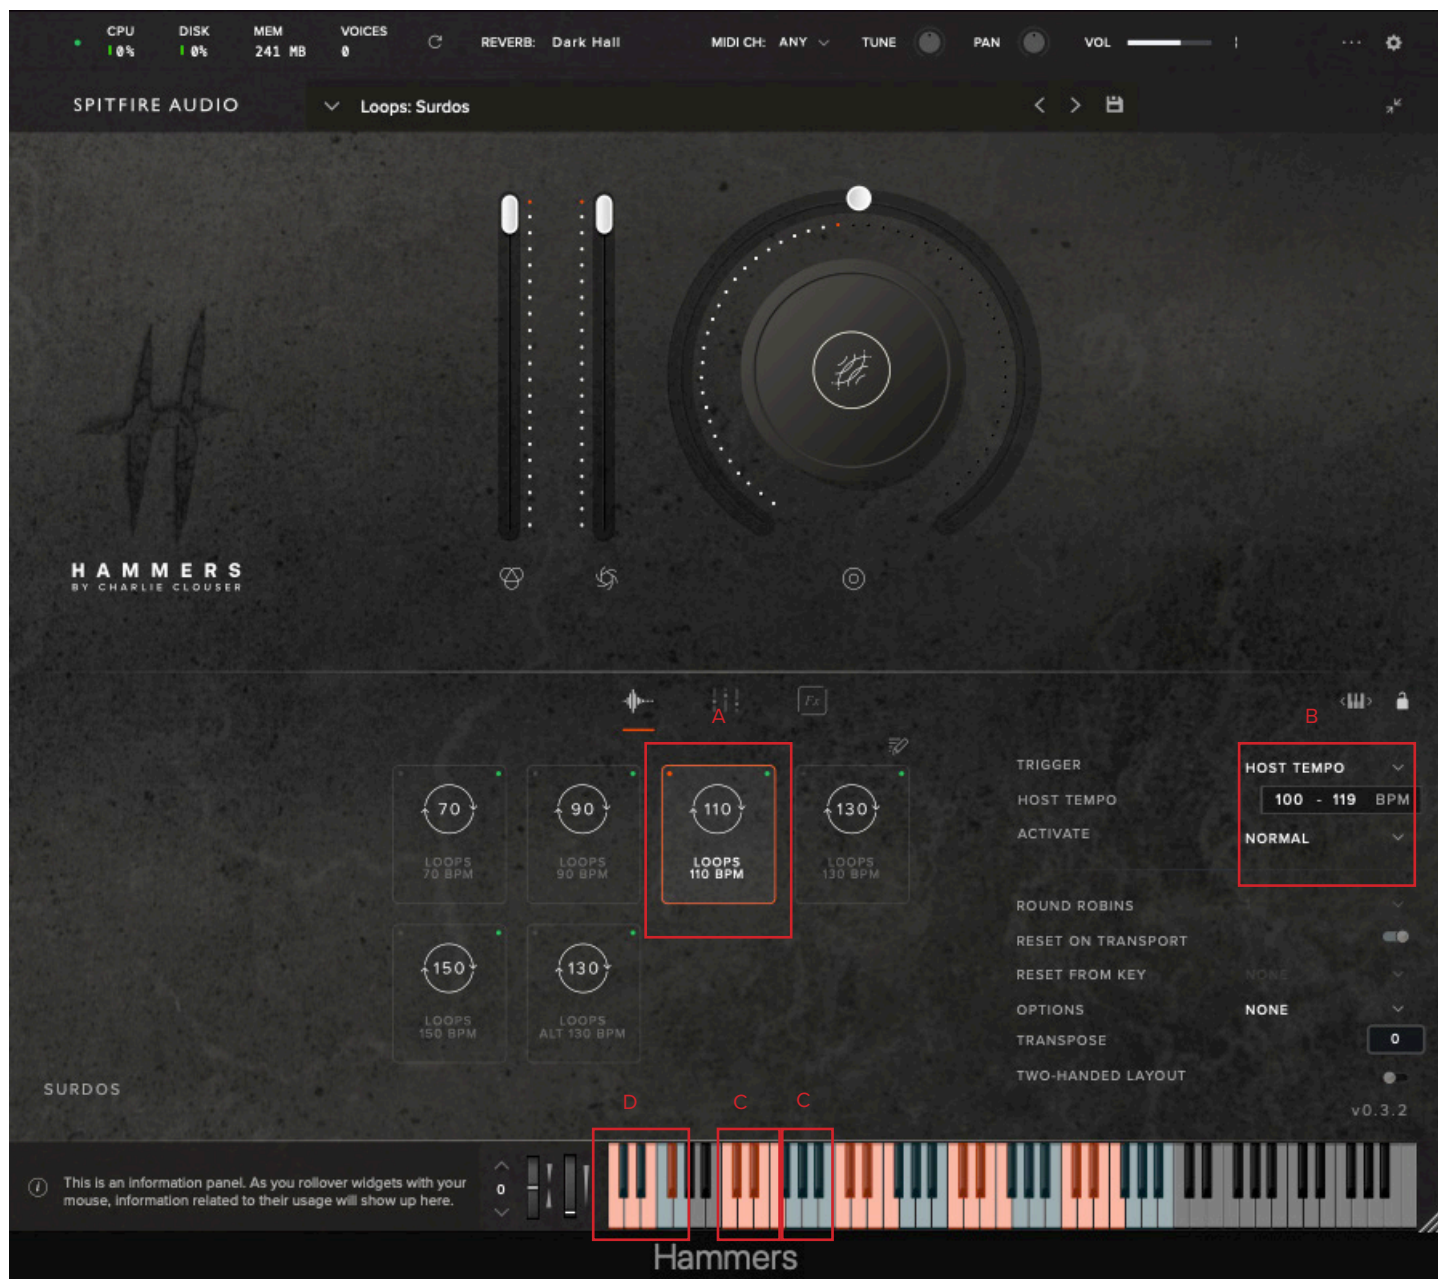 CPU DISK MEM VOICES
0% 0% 241 MB 0
REVERB: Dark Hall MIDI CH: ANY TUNE PAN VOL
SPITFIRE AUDIO Loops: Surdos
HAMMERS
BY CHARLIE CLOUSER
Fx
A
B
70
LOOPS
70 BPM
90
LOOPS
90 BPM
110
LOOPS
110 BPM
130
LOOPS
130 BPM
150
LOOPS
150 BPM
130
LOOPS
ALT 130 BPM
TRIGGER HOST TEMPO
HOST TEMPO 100 - 119 BPM
ACTIVATE NORMAL
ROUND ROBINS
RESET ON TRANSPORT
RESET FROM KEY NONE
OPTIONS NONE
TRANSPOSE 0
TWO-HANDED LAYOUT
v0.3.2
SURDOS
D C C
This is an information panel. As you rollover widgets with your
mouse, information related to their usage will show up here.
0
Hammers